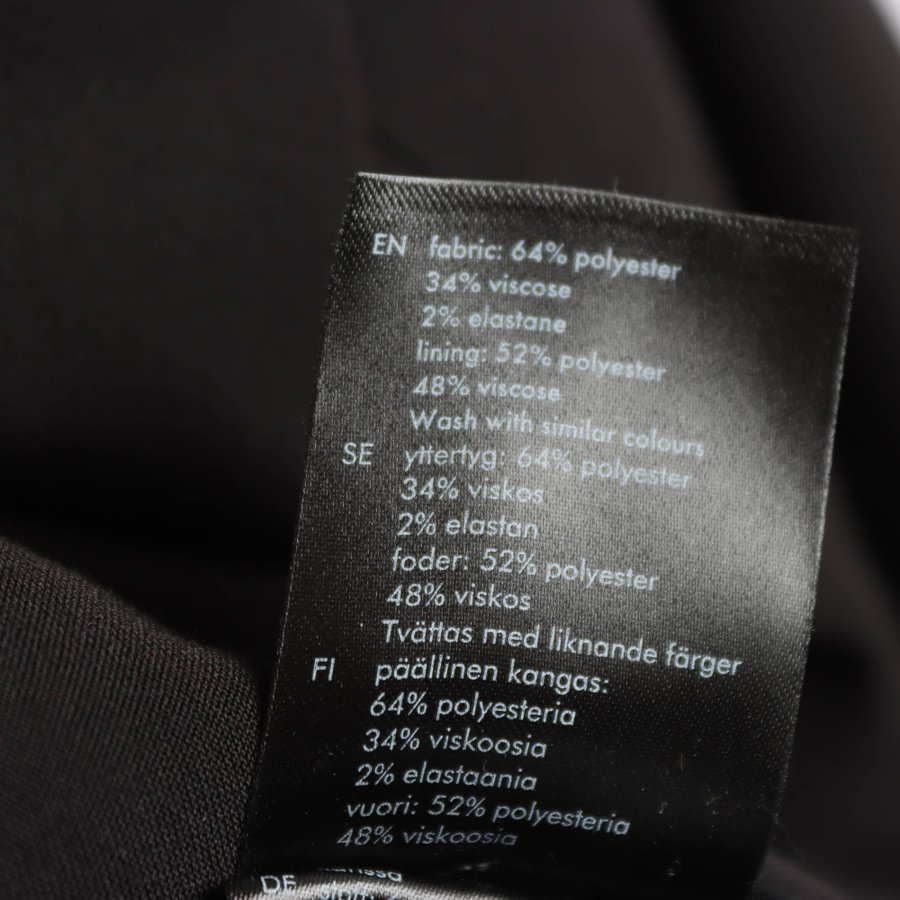 EN fabric: 64% polyester
34% viscose
2% elastane
lining: 52% polyester
48% viscose
Wash with similar colours
SE yttertyg: 64% polyester
34% viskos
2% elastan
foder: 52% polyester
48% viskos
Tvättas med liknande färger
FI päällinen kangas:
64% polyesteria
34% viskoosia
2% elastaania
vuori: 52% polyesteria
48% viskoosia
DE